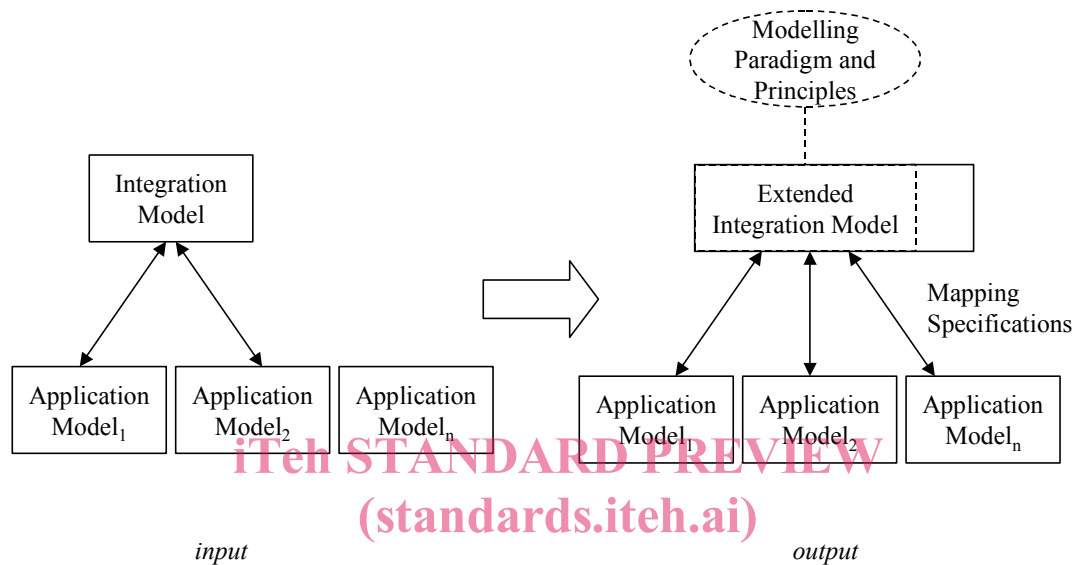 Modelling
Paradigm and
Principles
Integration
Model
Extended
Integration Model
Mapping
Specifications
Application
Model₁
Application
Model₂
Application
Modelₙ
Application
Model₁
Application
Model₂
Application
Modelₙ
iTeh STANDARD PREVIEW
(standards.iteh.ai)
input
output